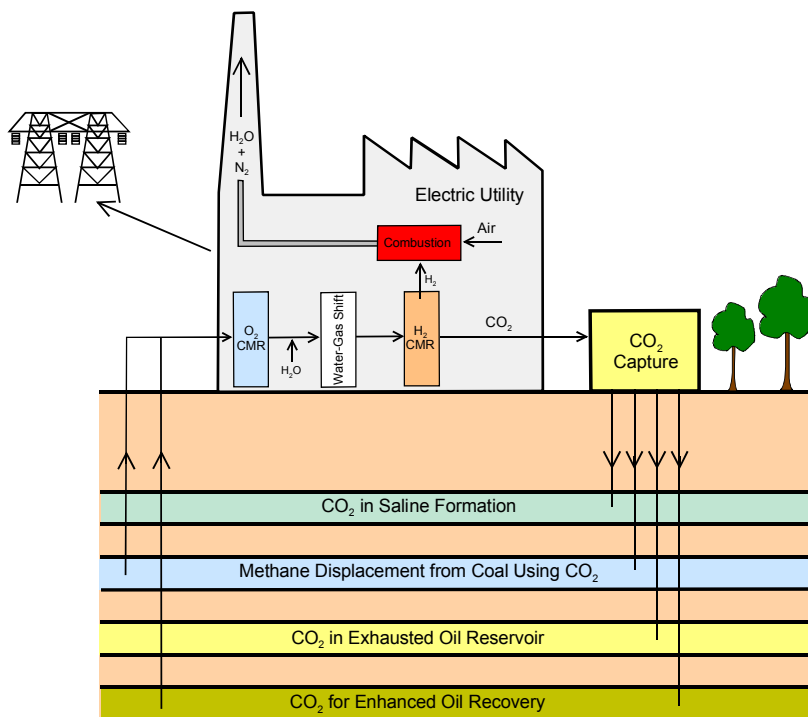 H₂O
+
N₂
Electric Utility
Combustion
Air
H₂
O₂
CMR
H₂O
Water-Gas Shift
H₂
CMR
CO₂
CO₂
Capture
CO₂ in Saline Formation
Methane Displacement from Coal Using CO₂
CO₂ in Exhausted Oil Reservoir
CO₂ for Enhanced Oil Recovery